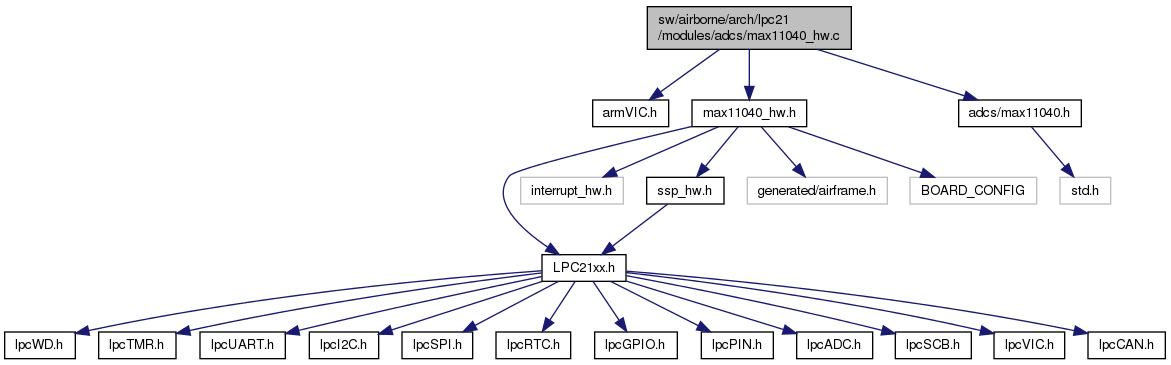 sw/airborne/arch/lpc21
/modules/adcs/max11040_hw.c
armVIC.h
max11040_hw.h
adcs/max11040.h
interrupt_hw.h
ssp_hw.h
generated/airframe.h
BOARD_CONFIG
std.h
LPC21xx.h
lpcWD.h
lpcTMR.h
lpcUART.h
lpcI2C.h
lpcSPI.h
lpcRTC.h
lpcGPIO.h
lpcPIN.h
lpcADC.h
lpcSCB.h
lpcVIC.h
lpcCAN.h